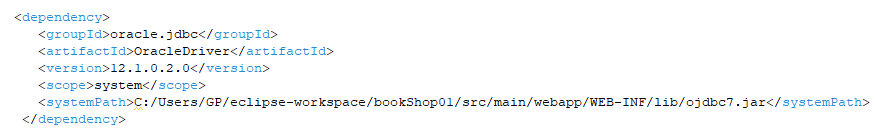 <dependency>
<groupId>oracle.jdbc</groupId>
<artifactId>OracleDriver</artifactId>
<version>12.1.0.2.0</version>
<scope>system</scope>
<systemPath>C:/Users/GP/eclipse-workspace/bookShop01/src/main/webapp/WEB-INF/lib/ojdbc7.jar</systemPath>
</dependency>